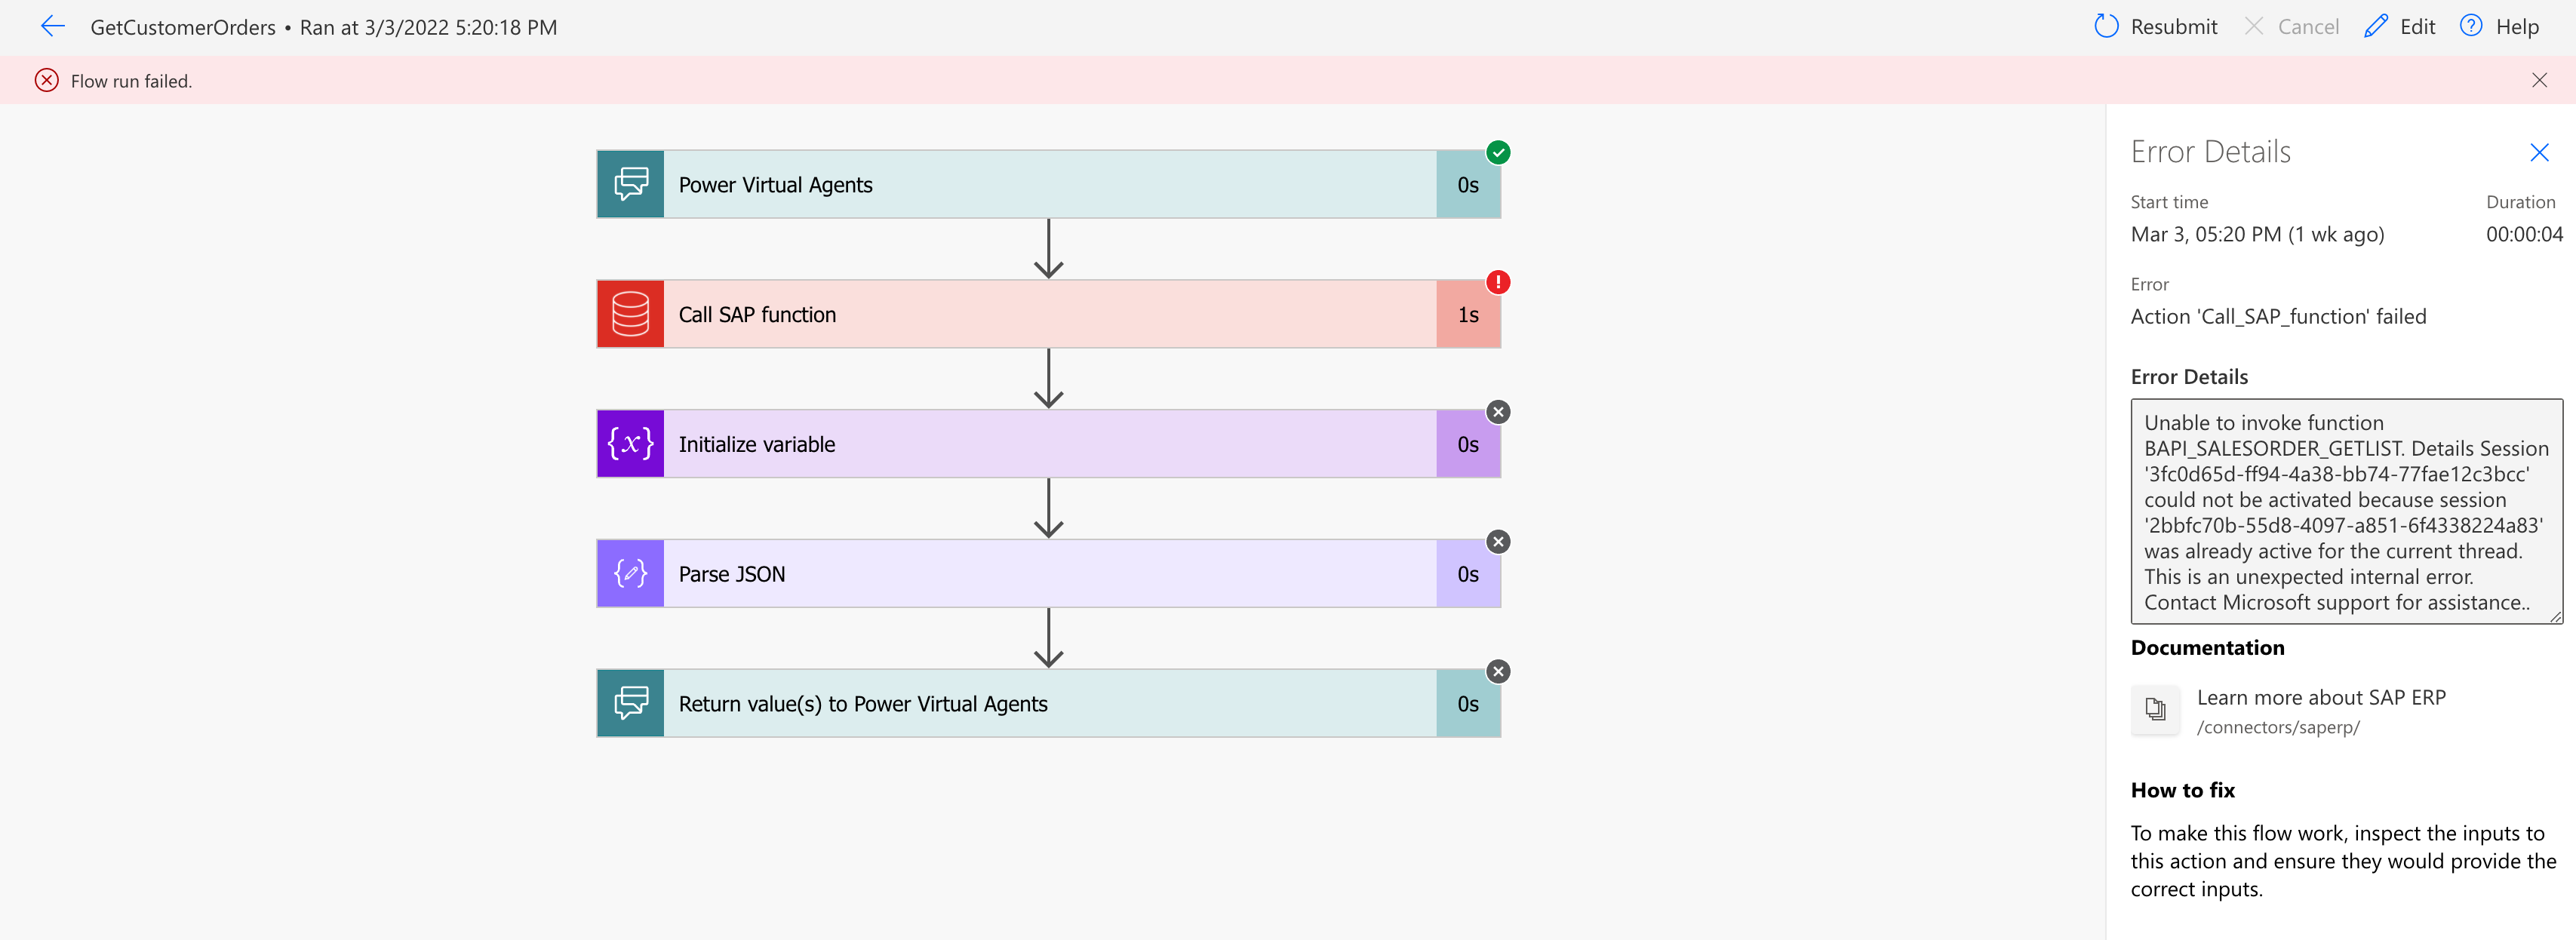 GetCustomerOrders • Ran at 3/3/2022 5:20:18 PM
Resubmit
Cancel
Edit
Help
Flow run failed.
Power Virtual Agents
0s
Call SAP function
1s
{x}
Initialize variable
0s
Parse JSON
0s
Return value(s) to Power Virtual Agents
0s
Error Details
Start time
Duration
Mar 3, 05:20 PM (1 wk ago)
00:00:04
Error
Action 'Call_SAP_function' failed
Error Details
Unable to invoke function
BAPI_SALESORDER_GETLIST. Details Session
'3fc0d65d-ff94-4a38-bb74-77fae12c3bcc'
could not be activated because session
'2bbfc70b-55d8-4097-a851-6f4338224a83'
was already active for the current thread.
This is an unexpected internal error.
Contact Microsoft support for assistance..
Documentation
Learn more about SAP ERP
/connectors/saperp/
How to fix
To make this flow work, inspect the inputs to
this action and ensure they would provide the
correct inputs.